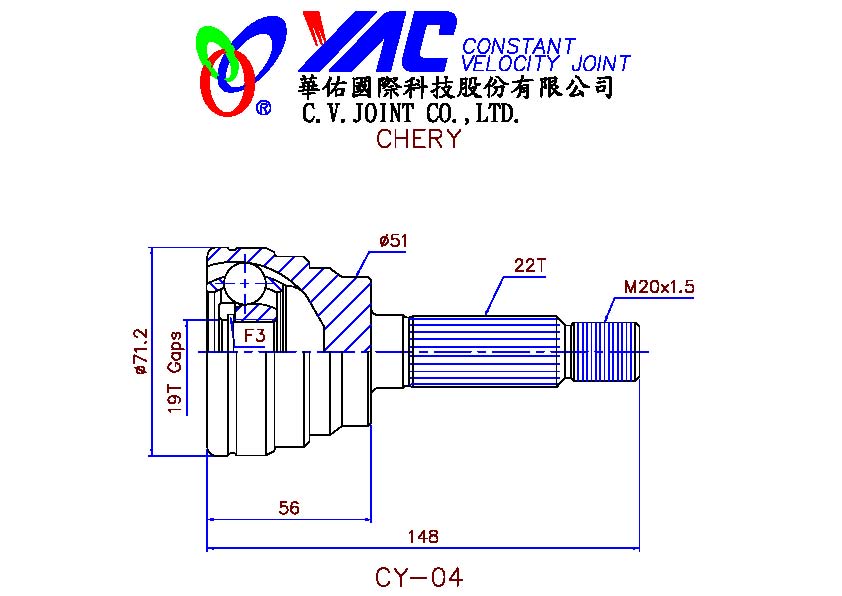 YAC CONSTANT
VELOCITY JOINT
®
華佑國際科技股份有限公司
C.V.JOINT CO.,LTD.
CHERY
ø51
22T
M20x1.5
ø71.2
19T Gaps
F3
56
148
CY-04